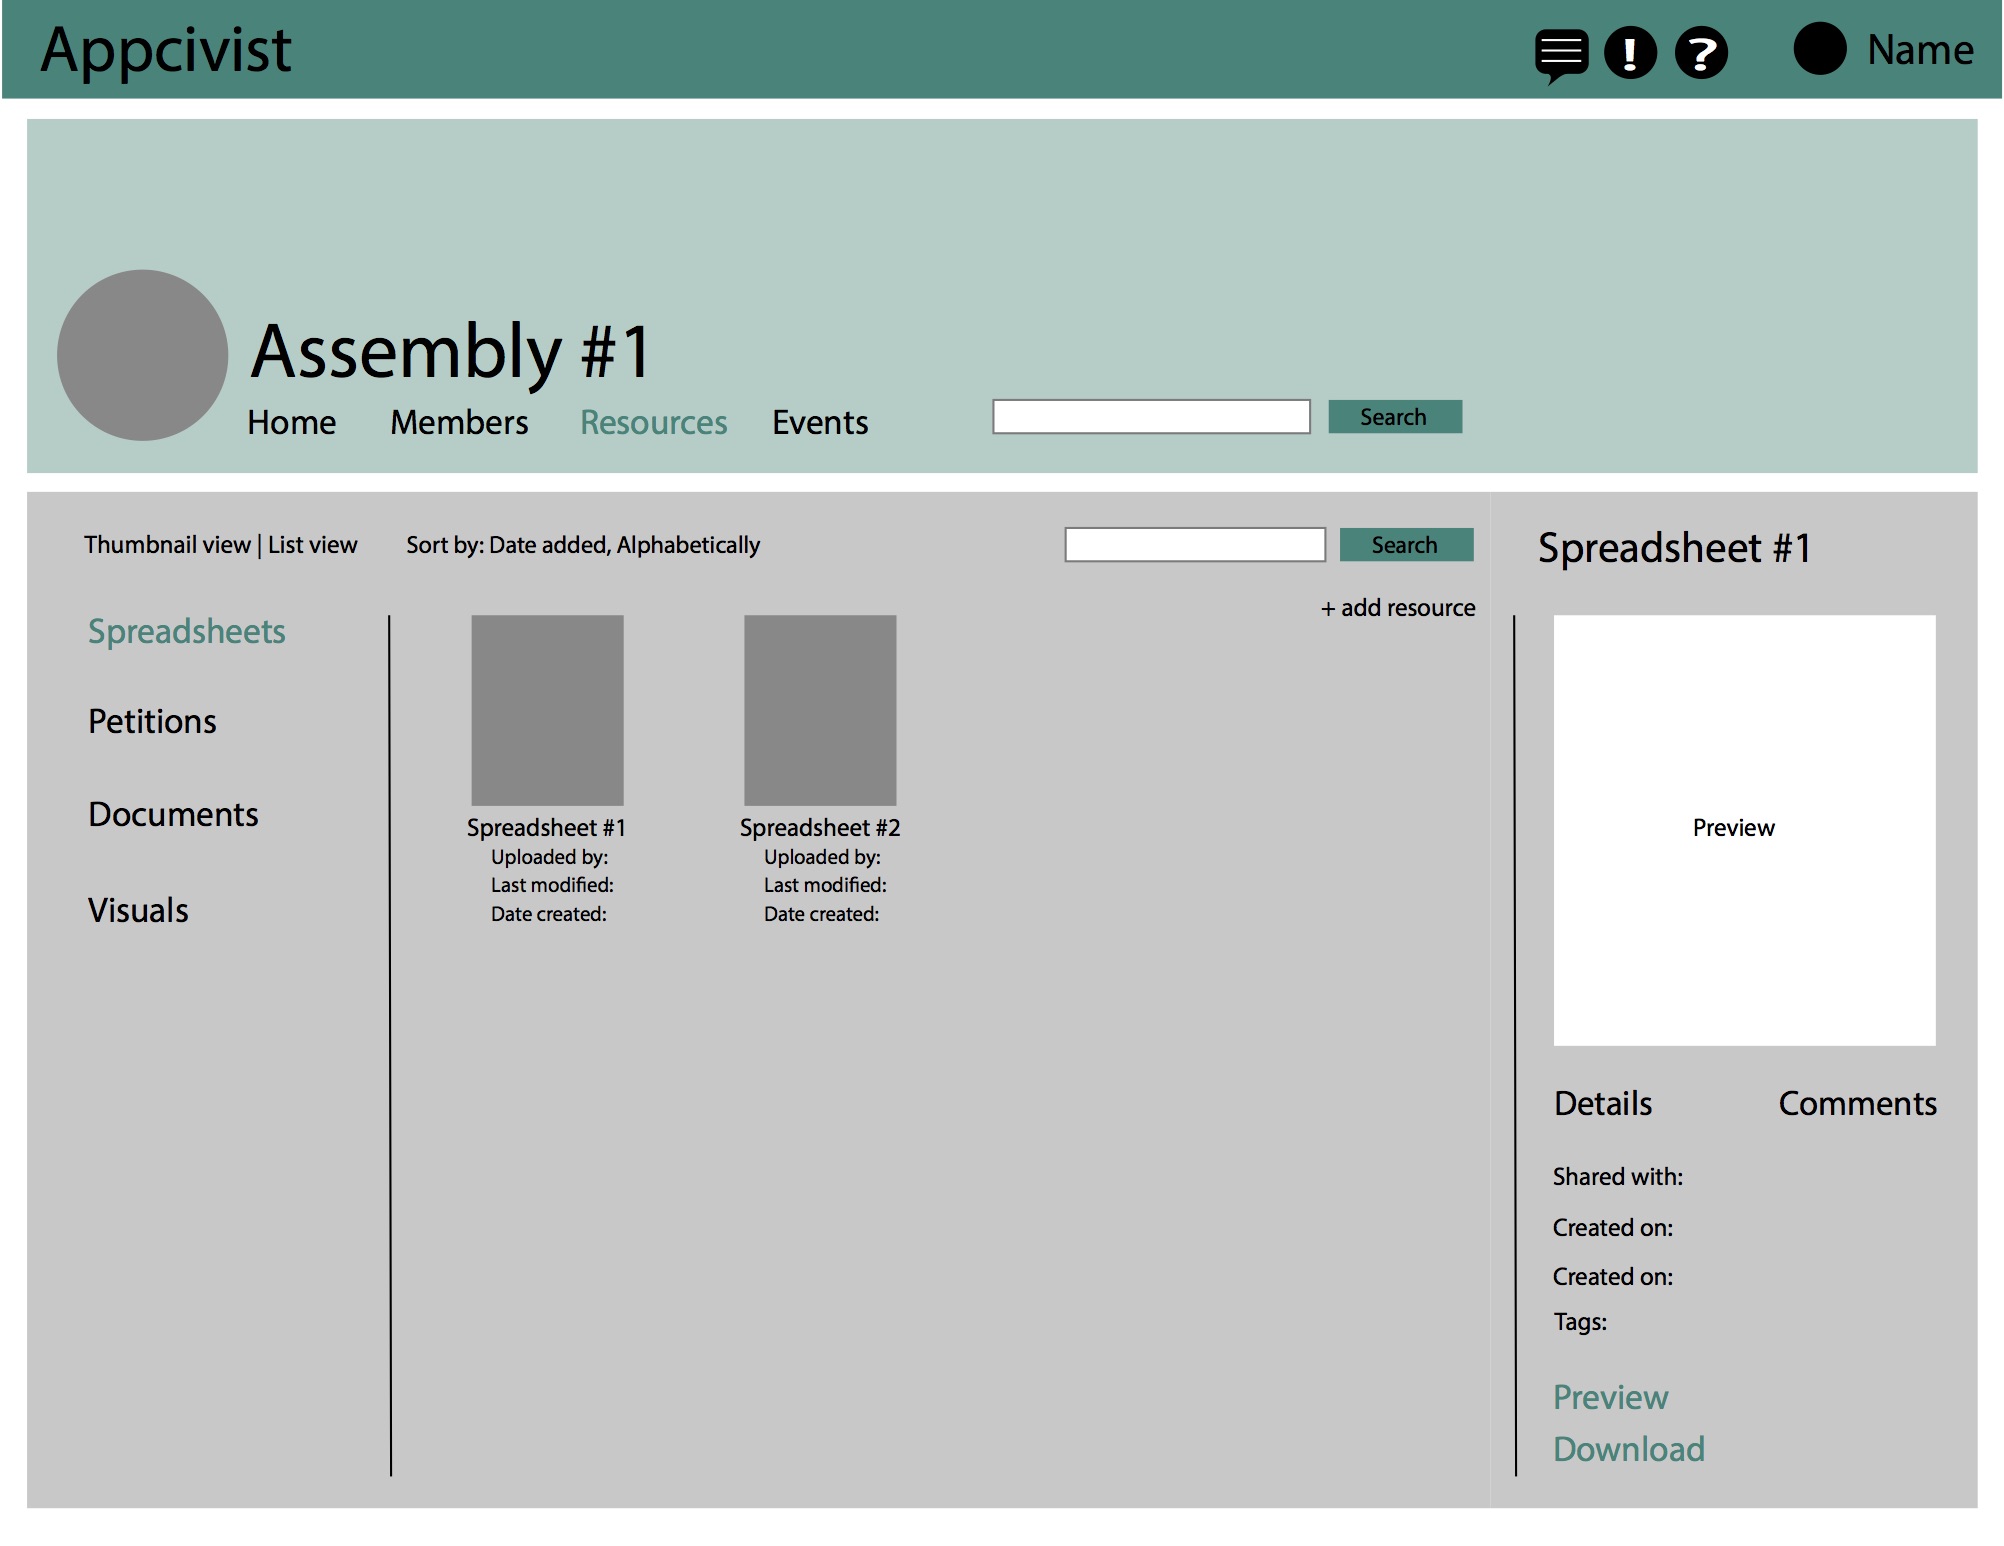 Appcivist
! ? Name
Assembly #1
Home Members Resources Events Search
Thumbnail view | List view Sort by: Date added, Alphabetically Search
+ add resource
Spreadsheets
Petitions
Documents
Visuals
Spreadsheet #1
Uploaded by:
Last modified:
Date created:
Spreadsheet #2
Uploaded by:
Last modified:
Date created:
Spreadsheet #1
Preview
Details Comments
Shared with:
Created on:
Created on:
Tags:
Preview
Download